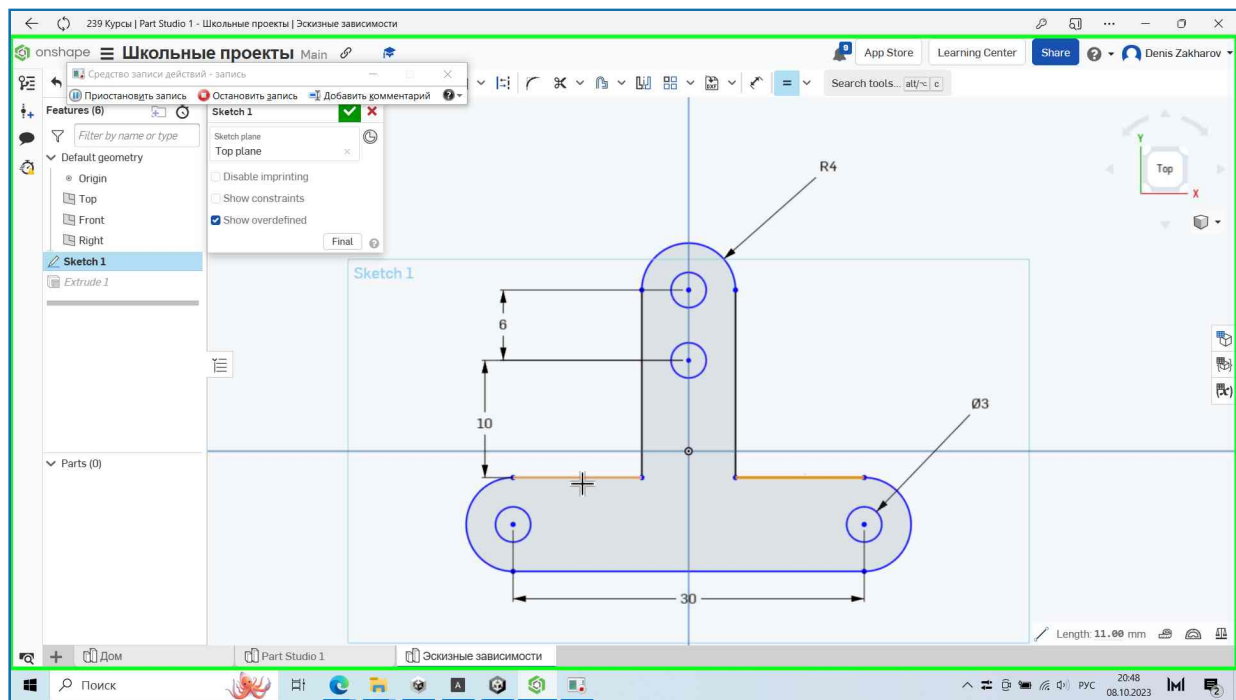 239 Курсы | Part Studio 1 - Школьные проекты | Эскизные зависимости
onshape Школьные проекты Main
9 App Store Learning Center Share Denis Zakharov
Средство записи действий - запись
Приостановить запись Остановить запись Добавить комментарий
Search tools... alt/⌥ c
Features (6)
Filter by name or type
Default geometry
Origin
Top
Front
Right
Sketch 1
Extrude 1
Parts (0)
Sketch 1
Sketch plane
Top plane
Disable imprinting
Show constraints
Show overdefined
Final
Sketch 1
R4
6
10
Ø3
30
Y
Top
X
(x)
Length: 11.00 mm
Дом Part Studio 1 Эскизные зависимости
Поиск
РУС
20:48
08.10.2023
2